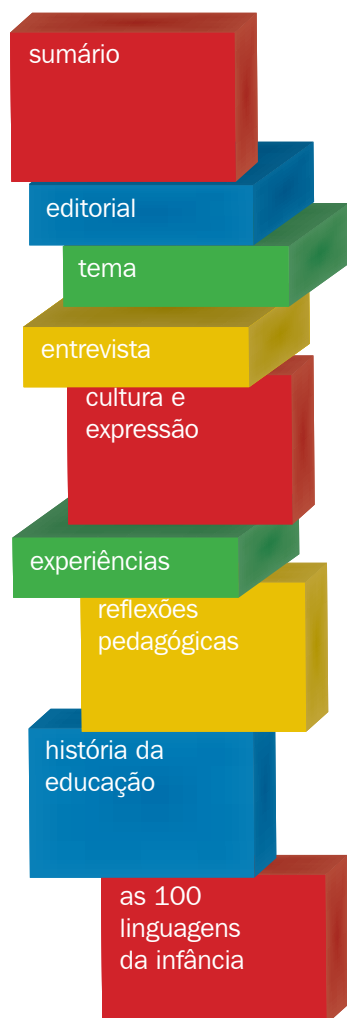 sumário
editorial
tema
entrevista
cultura e
expressão
experiências
reflexões
pedagógicas
história da
educação
as 100
linguagens
da infância